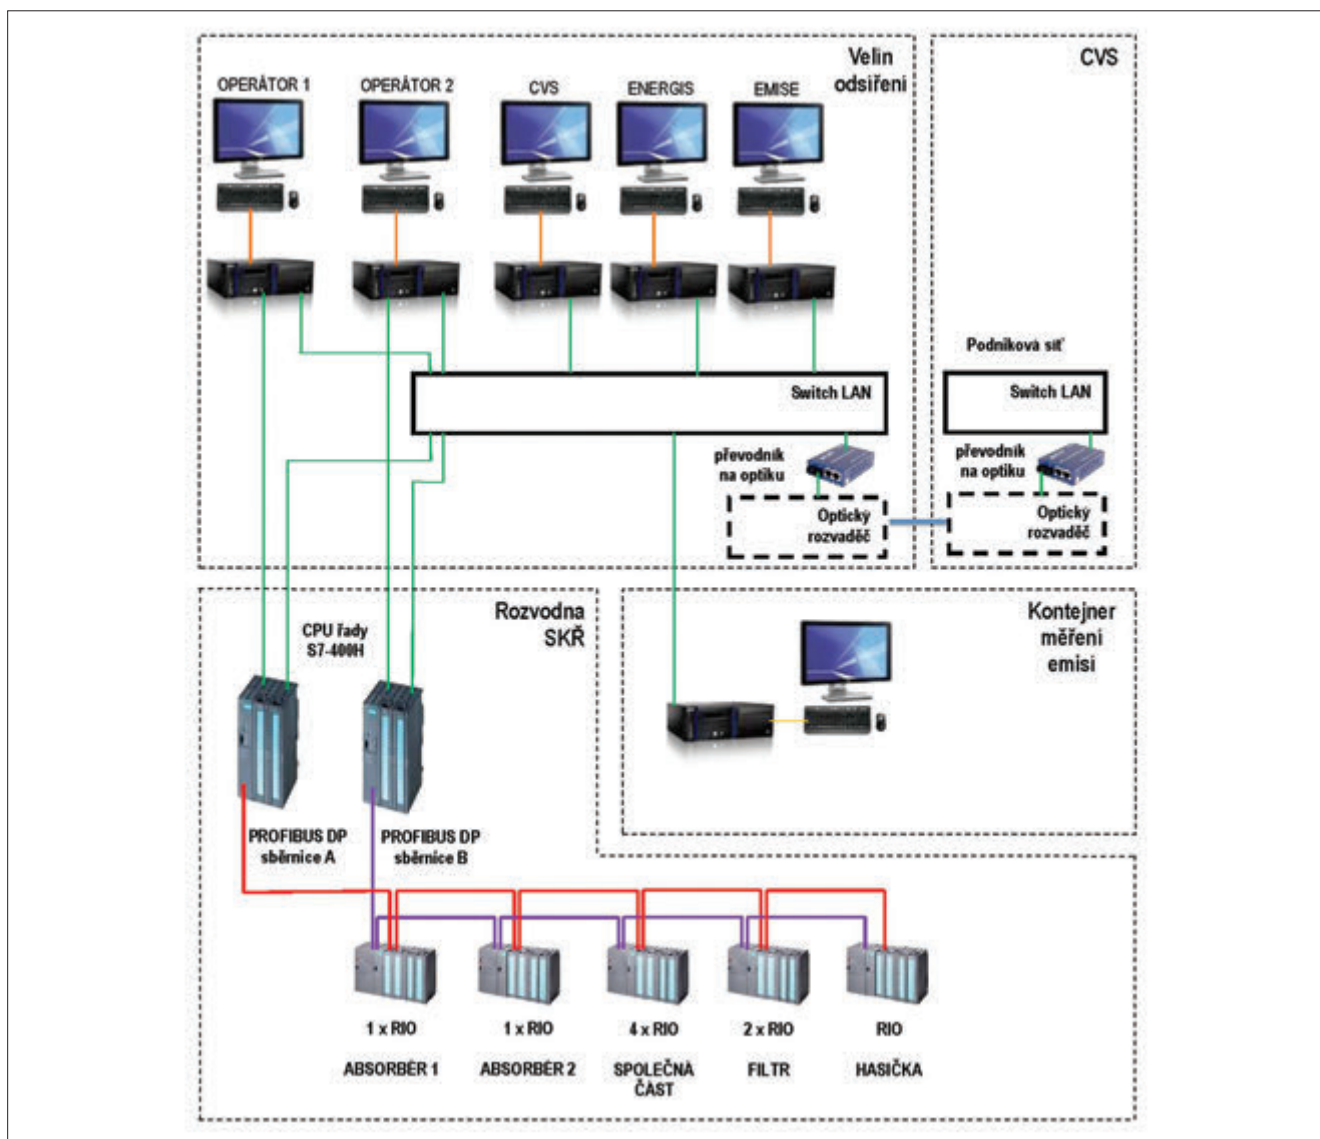 Velin
odsíření
CVS
OPERÁTOR 1
OPERÁTOR 2
CVS
ENERGIS
EMISE
Podníková síť
Switch LAN
Switch LAN
převodník
na optiku
převodník
na optiku
Optický
rozvaděč
Optický
rozvaděč
Rozvodna
SKŘ
CPU řady
S7-400H
Kontejner
měření
emisí
PROFIBUS DP
sběrnice A
PROFIBUS DP
sběrnice B
1 x RIO
1 x RIO
4 x RIO
2 x RIO
RIO
ABSORBÉR 1
ABSORBÉR 2
SPOLEČNÁ
ČÁST
FILTR
HASIČKA